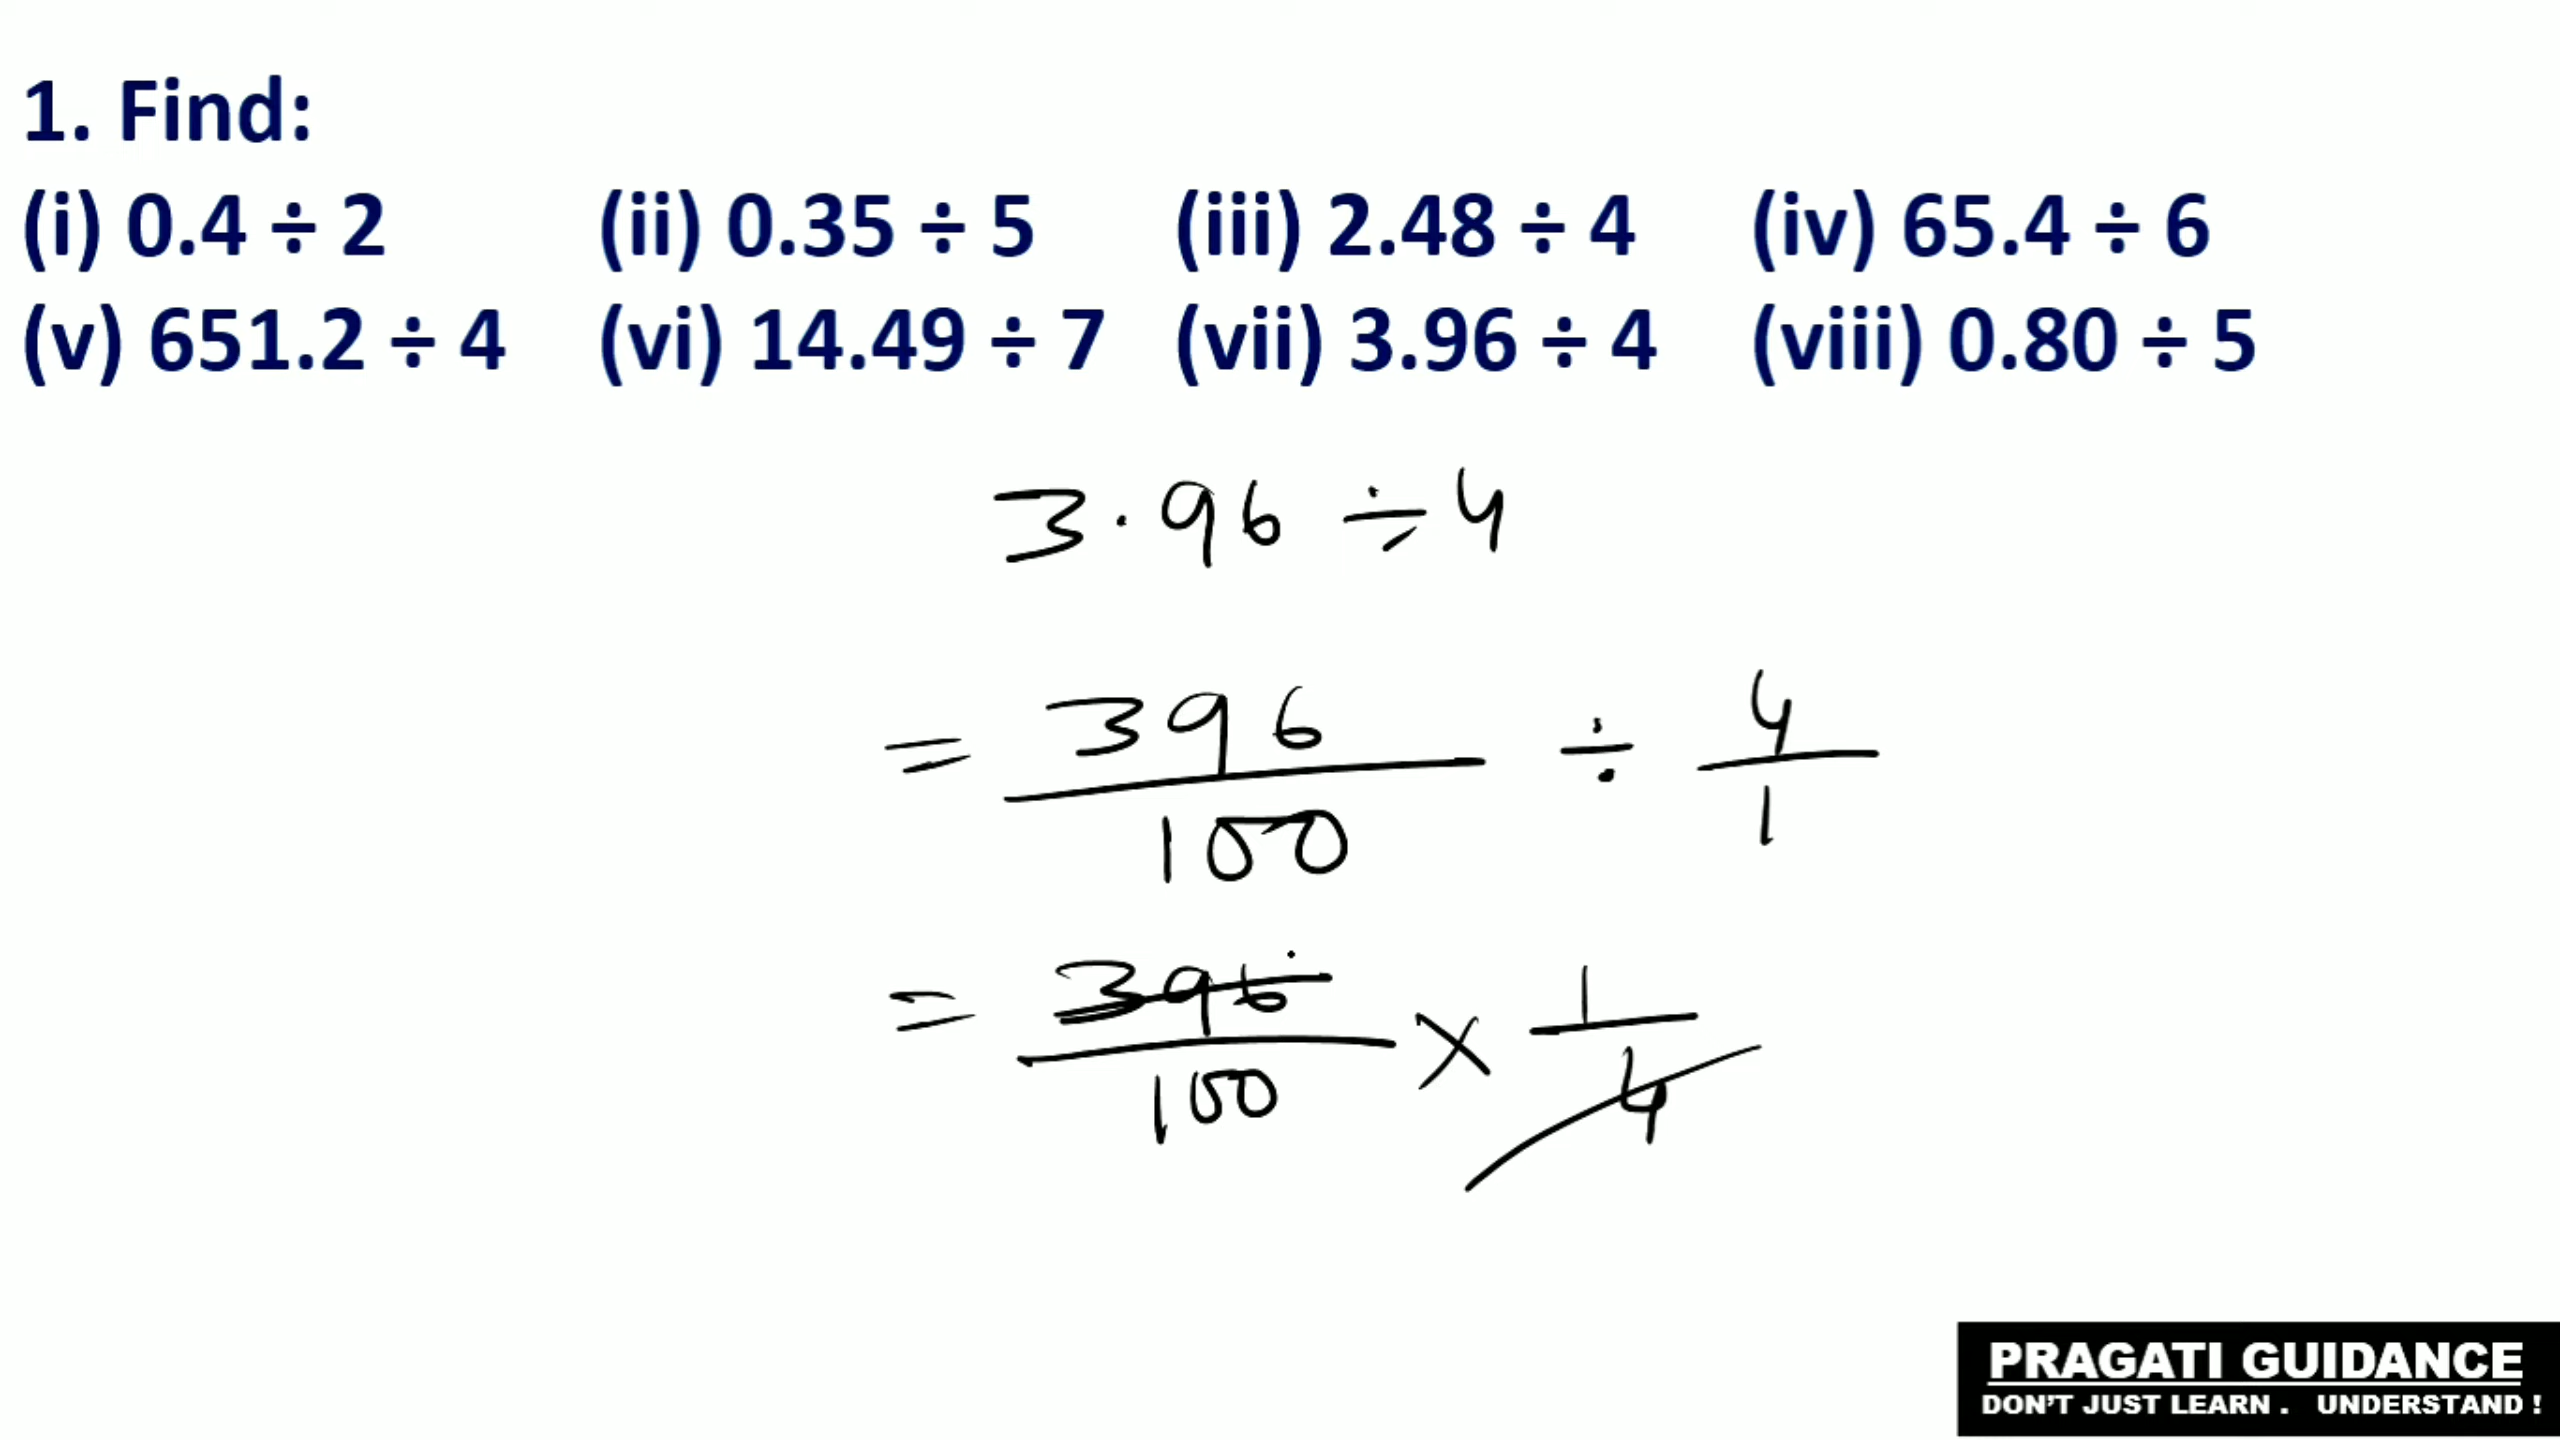 1. Find:
(i) 0.4 ÷ 2 (ii) 0.35 ÷ 5 (iii) 2.48 ÷ 4 (iv) 65.4 ÷ 6
(v) 651.2 ÷ 4 (vi) 14.49 ÷ 7 (vii) 3.96 ÷ 4 (viii) 0.80 ÷ 5
3.96 ÷ 4
= 396/100 ÷ 4/1
= 396/100 × 1/4
PRAGATI GUIDANCE
DON'T JUST LEARN . UNDERSTAND !